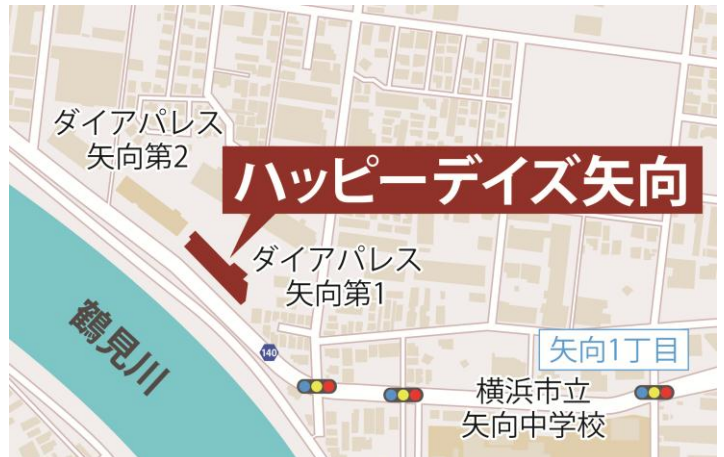 ダイアパレス
矢向第2
ハッピーデイズ矢向
ダイアパレス
矢向第1
鶴見川
140
矢向1丁目
横浜市立
矢向中学校